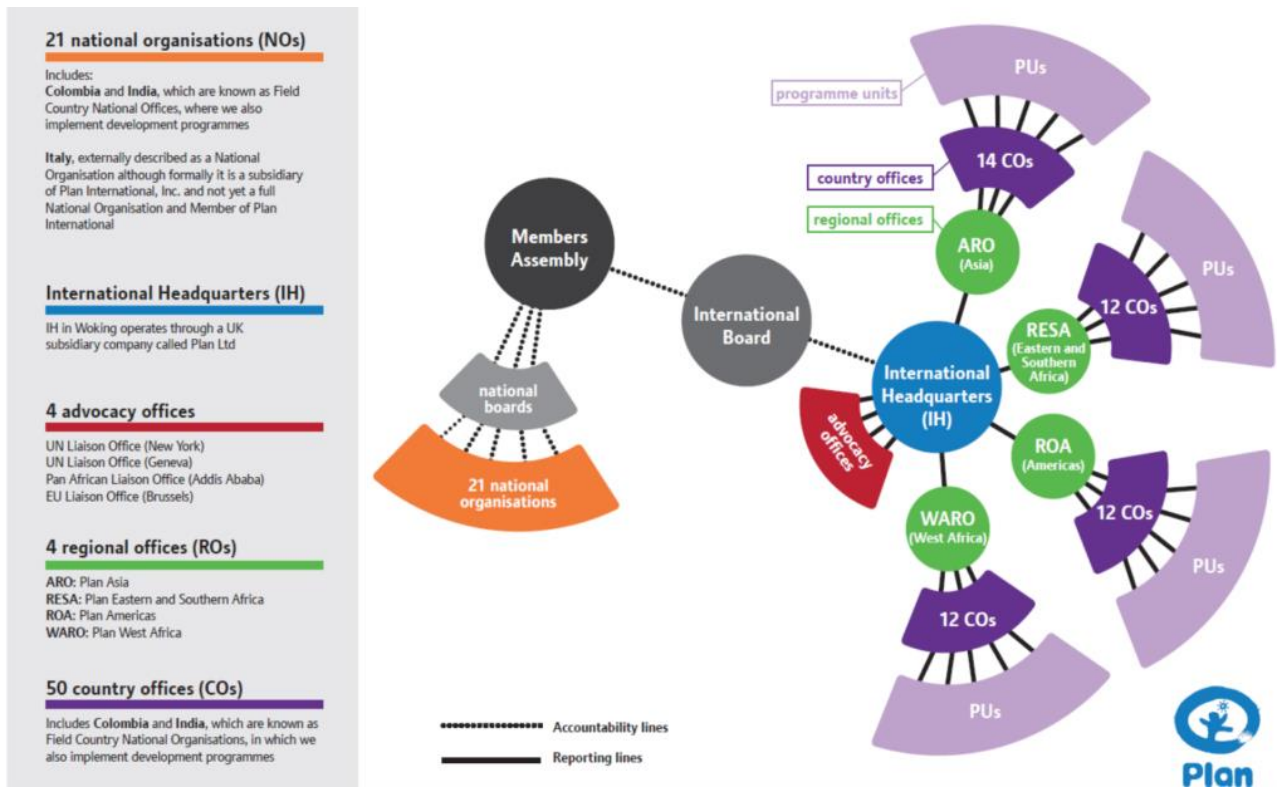 21 national organisations (NOs)
Includes:
Colombia and India, which are known as Field
Country National Offices, where we also
implement development programmes
Italy, externally described as a National
Organisation although formally it is a subsidiary
of Plan International, Inc. and not yet a full
National Organisation and Member of Plan
International
International Headquarters (IH)
IH in Woking operates through a UK
subsidiary company called Plan Ltd
4 advocacy offices
UN Liaison Office (New York)
UN Liaison Office (Geneva)
Pan African Liaison Office (Addis Ababa)
EU Liaison Office (Brussels)
4 regional offices (ROs)
ARO: Plan Asia
RESA: Plan Eastern and Southern Africa
ROA: Plan Americas
WARO: Plan West Africa
50 country offices (COs)
Includes Colombia and India, which are known as
Field Country National Organisations, in which we
also implement development programmes
Members
Assembly
national
boards
21 national
organisations
International
Board
International
Headquarters
(IH)
advocacy
offices
programme units
country offices
regional offices
PUs
14 COs
ARO
(Asia)
PUs
12 COs
RESA
(Eastern and
Southern
Africa)
ROA
(Americas)
12 COs
PUs
WARO
(West Africa)
12 COs
PUs
Accountability lines
Reporting lines
Plan